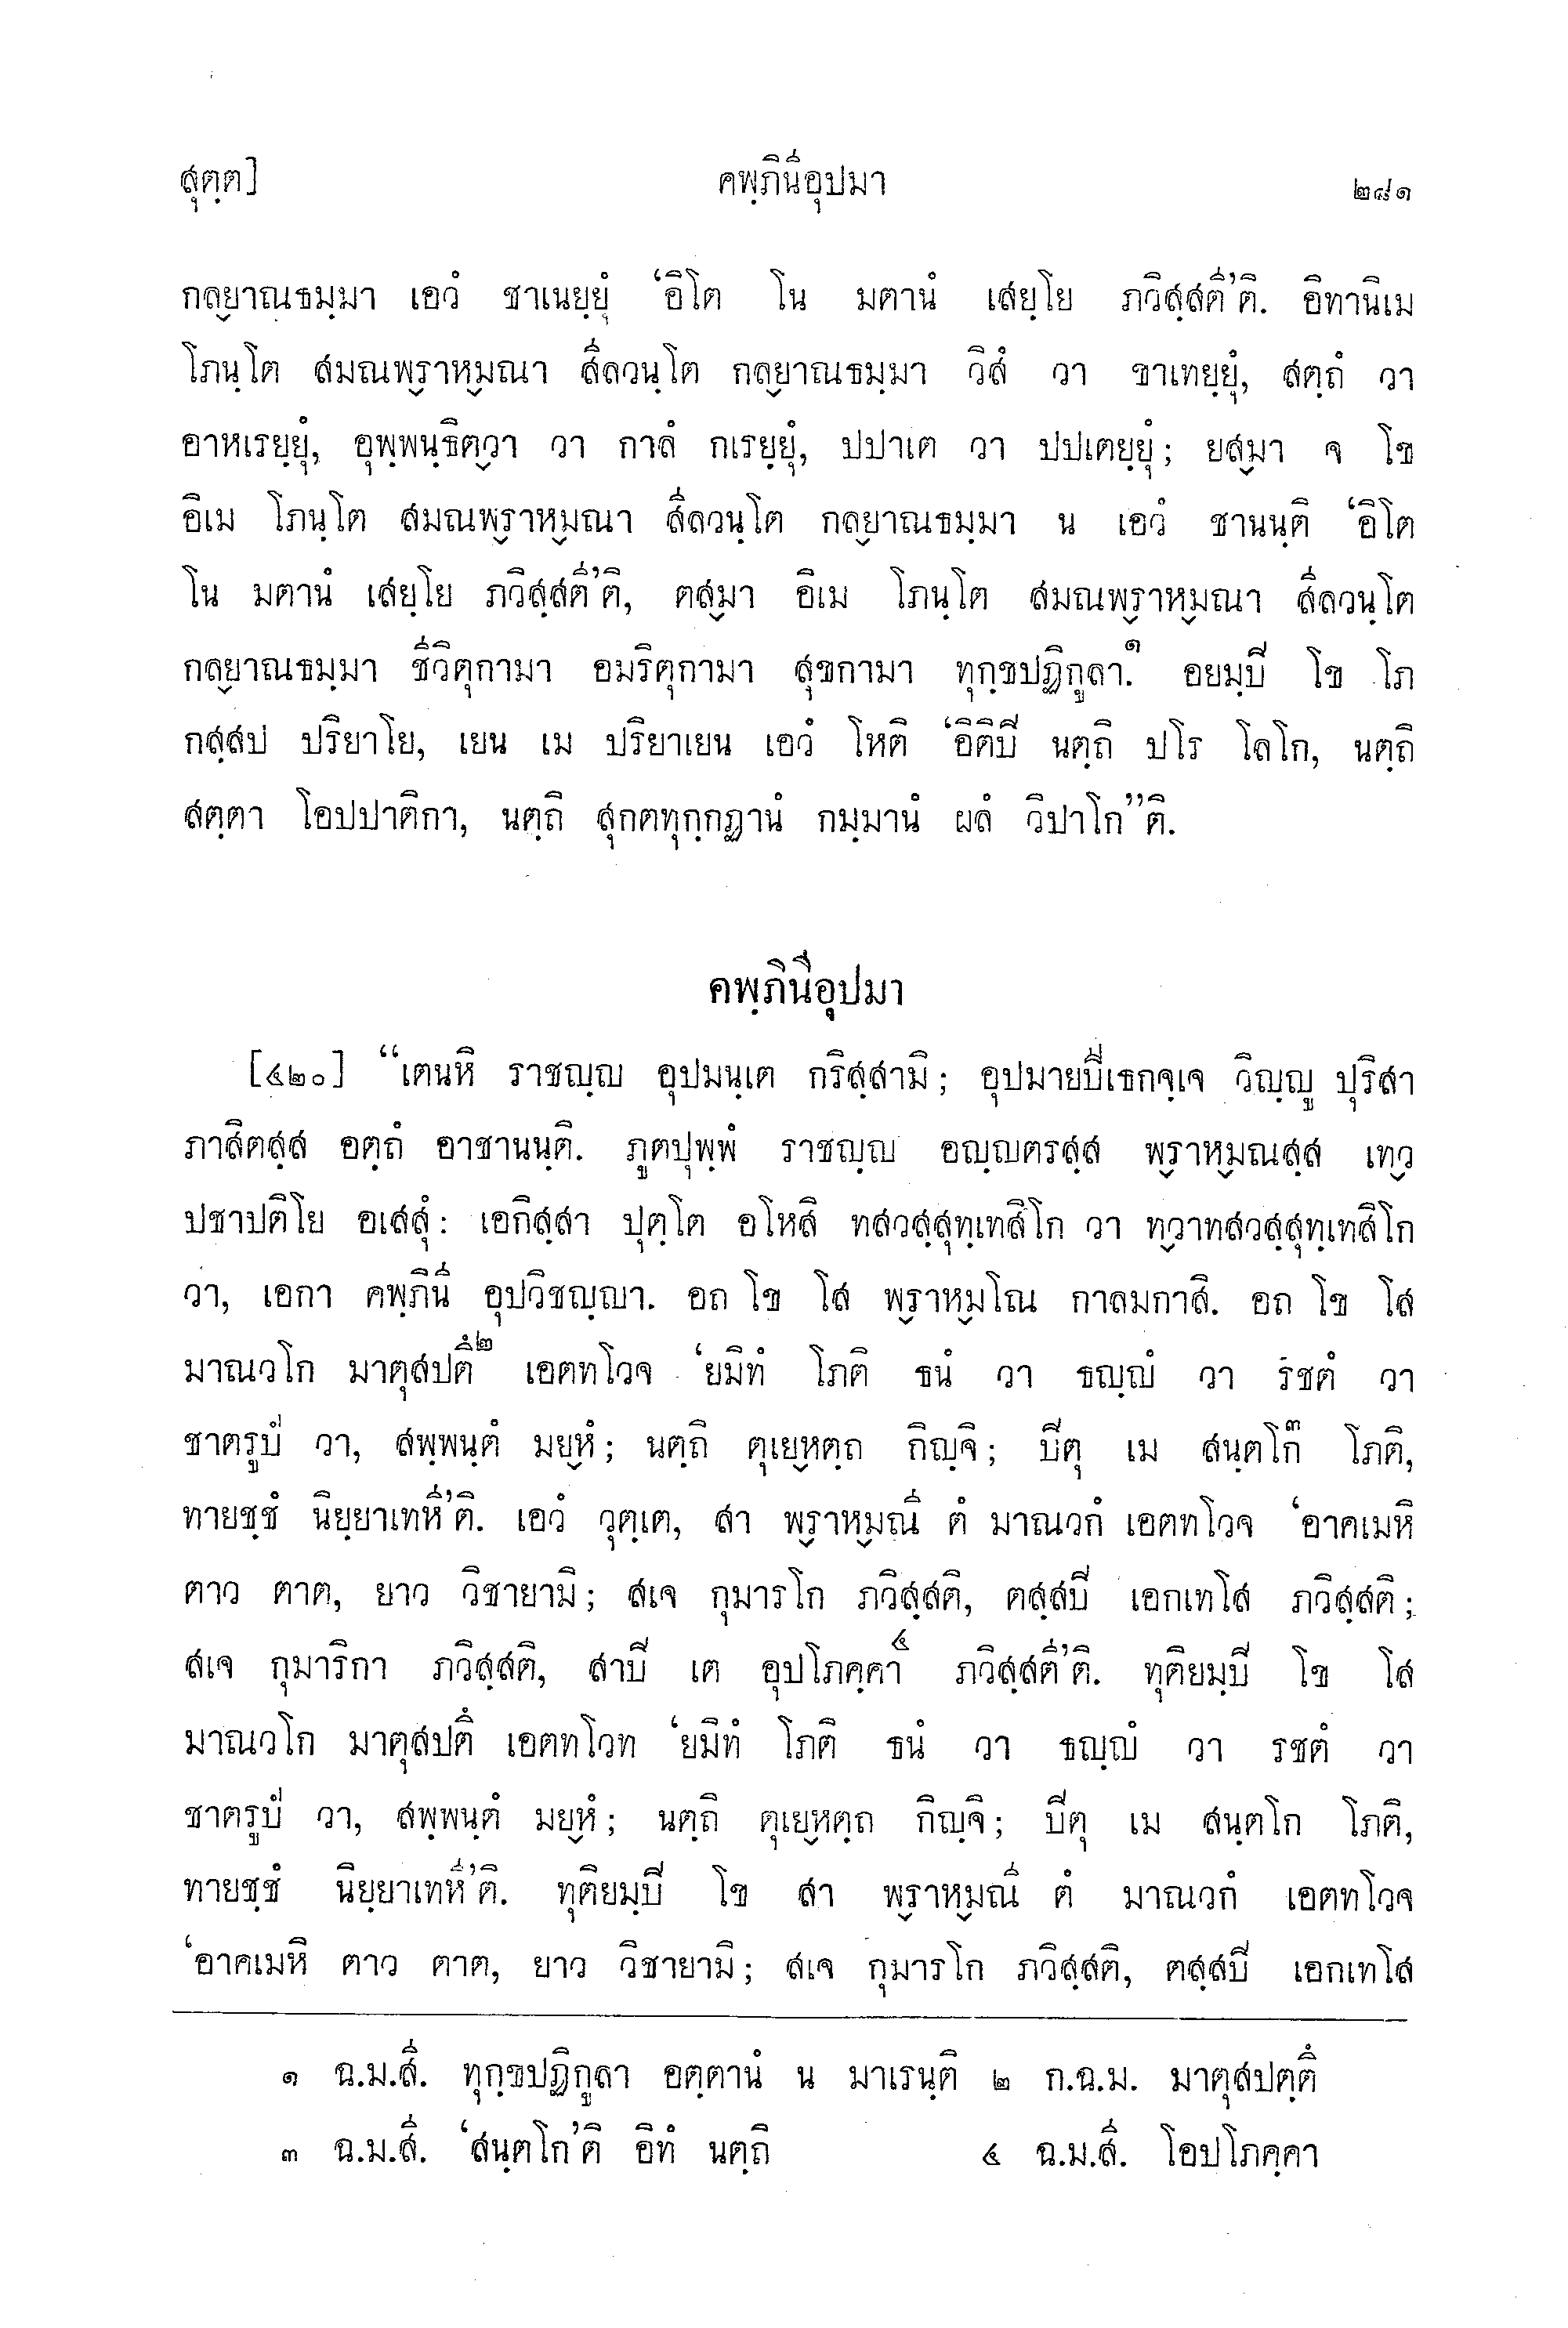 สุตฺต] คพฺภินีอุปมา ๒๘๑
กลฺยาณธมฺมา เอวํ ชาเนยฺยุํ ‘อิโต โน มตานํ เสยฺโย ภวิสฺสตี’ติ. อิทานิเม
โภนฺโต สมณพฺราหฺมณา สีลวนฺโต กลฺยาณธมฺมา วิสํ วา ขาเทยฺยุํ, สตฺถํ วา
อาหเรยฺยุํ, อุพฺพนฺธิตฺวา วา กาลํ กเรยฺยุํ, ปปาเต วา ปปเตยฺยุํ; ยสฺมา จ โข
อิเม โภนฺโต สมณพฺราหฺมณา สีลวนฺโต กลฺยาณธมฺมา น เอวํ ชานนฺติ ‘อิโต
โน มตานํ เสยฺโย ภวิสฺสตี’ติ, ตสฺมา อิเม โภนฺโต สมณพฺราหฺมณา สีลวนฺโต
กลฺยาณธมฺมา ชีวิตุกามา อมริตุกามา สุขกามา ทุกฺขปฏิกูลา.๑ อยมฺปี โข โภ
กสฺสป ปริยาโย, เยน เม ปริยาเยน เอวํ โหติ ‘อิติปี นตฺถิ ปโร โลโก, นตฺถิ
สตฺตา โอปปาติกา, นตฺถิ สุกตทุกฺกฏานํ กมฺมานํ ผลํ วิปาโก”ติ.
คพฺภินีอุปมา
[๔๒๐] “เตนหิ ราชญฺญ อุปมนฺเต กริสฺสามิ; อุปมายปีเธกจฺเจ วิญฺญู ปุริสา
ภาสิตสฺส อตฺถํ อาชานนฺติ. ภูตปุพฺพํ ราชญฺญ อญฺญตรสฺส พฺราหฺมณสฺส เทฺว
ปชาปติโย อเสสุํ: เอกิสฺสา ปุตฺโต อโหสิ ทสวสฺสุทฺเทสิโก วา ทฺวาทสวสฺสุทฺเทสิโก
วา, เอกา คพฺภินี อุปวิชญฺญา. อถ โข โส พฺราหฺมโณ กาลมกาสิ. อถ โข โส
มาณวโก มาตุสปตึ๒ เอตทโวจ ‘ยมิทํ โภติ ธนํ วา ธญฺญํ วา รชตํ วา
ชาตรูปํ วา, สพฺพนฺตํ มยฺหํ; นตฺถิ ตุเยฺหตฺถ กิญฺจิ; ปีตุ เม สนฺตโก๓ โภติ,
ทายชฺชํ นิยฺยาเทหี’ติ. เอวํ วุตฺเต, สา พฺราหฺมณี ตํ มาณวกํ เอตทโวจ ‘อาคเมหิ
ตาว ตาต, ยาว วิชายามิ; สเจ กุมารโก ภวิสฺสติ, ตสฺสปี เอกเทโส ภวิสฺสติ;
สเจ กุมาริกา ภวิสฺสติ, สาปี เต อุปโภคฺคา๔ ภวิสฺสตี’ติ. ทุติยมฺปี โข โส
มาณวโก มาตุสปตึ เอตทโวท ‘ยมิทํ โภติ ธนํ วา ธญฺญํ วา รชตํ วา
ชาตรูปํ วา, สพฺพนฺตํ มยฺหํ; นตฺถิ ตุเยฺหตฺถ กิญฺจิ; ปีตุ เม สนฺตโก โภติ,
ทายชฺชํ นิยฺยาเทหี’ติ. ทุติยมฺปี โข สา พฺราหฺมณี ตํ มาณวกํ เอตทโวจ
‘อาคเมหิ ตาว ตาต, ยาว วิชายามิ; สเจ กุมารโก ภวิสฺสติ, ตสฺสปี เอกเทโส
๑ ฉ.ม.สี. ทุกฺขปฏิกูลา อตฺตานํ น มาเรนฺติ ๒ ก.ฉ.ม. มาตุสปตฺตึ
๓ ฉ.ม.สี. ‘สนฺตโก’ติ อิทํ นตฺถิ ๔ ฉ.ม.สี. โอปโภคฺคา